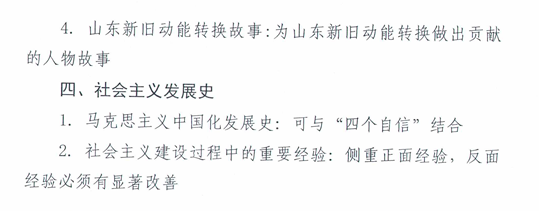 4. 山东新旧动能转换故事:为山东新旧动能转换做出贡献
的人物故事
四、社会主义发展史
1. 马克思主义中国化发展史：可与“四个自信”结合
2. 社会主义建设过程中的重要经验：侧重正面经验，反面
经验必须有显著改善